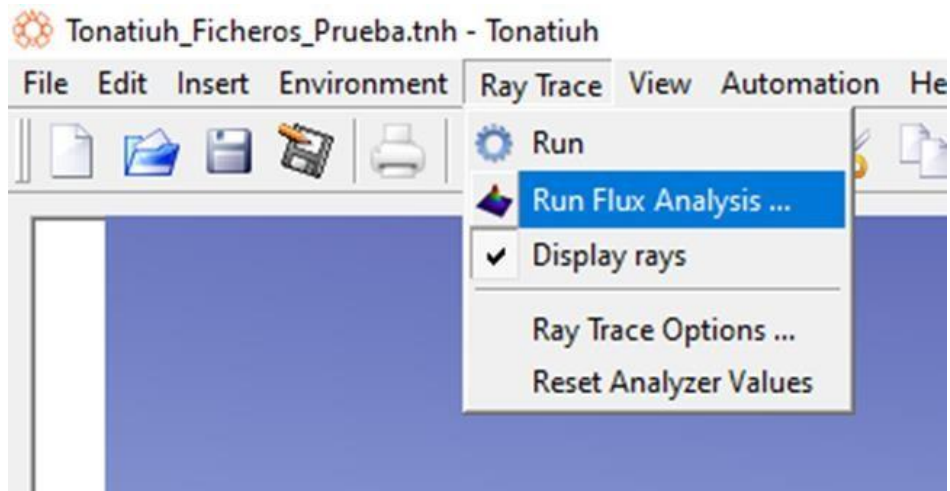 Tonatiuh_Ficheros_Prueba.tnh - Tonatiuh
File Edit Insert Environment Ray Trace View Automation He
Run
Run Flux Analysis ...
Display rays
Ray Trace Options ...
Reset Analyzer Values